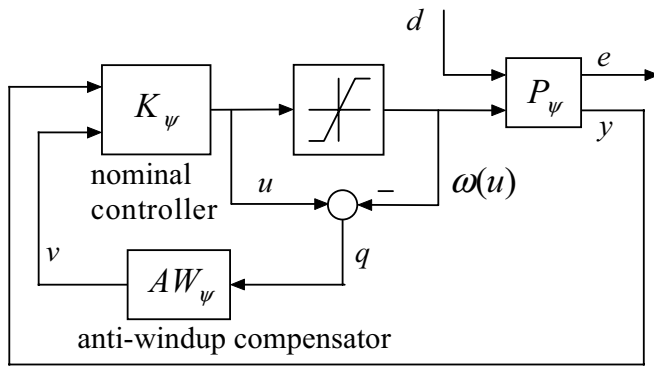 d
e
K_ψ
P_ψ
y
nominal
controller
u
−
ω(u)
v
q
AW_ψ
anti-windup compensator